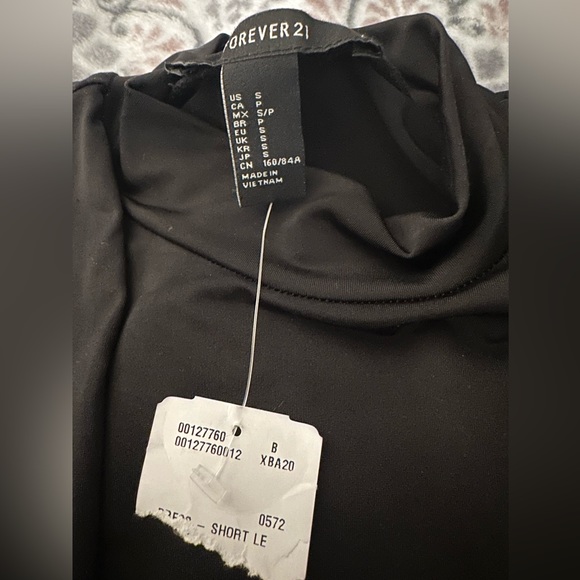 FOREVER 21
US S
CA P
MX S/P
BR P
EU S
UK S
KR S
JP S
CN 160/84A
MADE IN
VIETNAM
00127760 B
00127760012 XBA20
0572
– SHORT LE